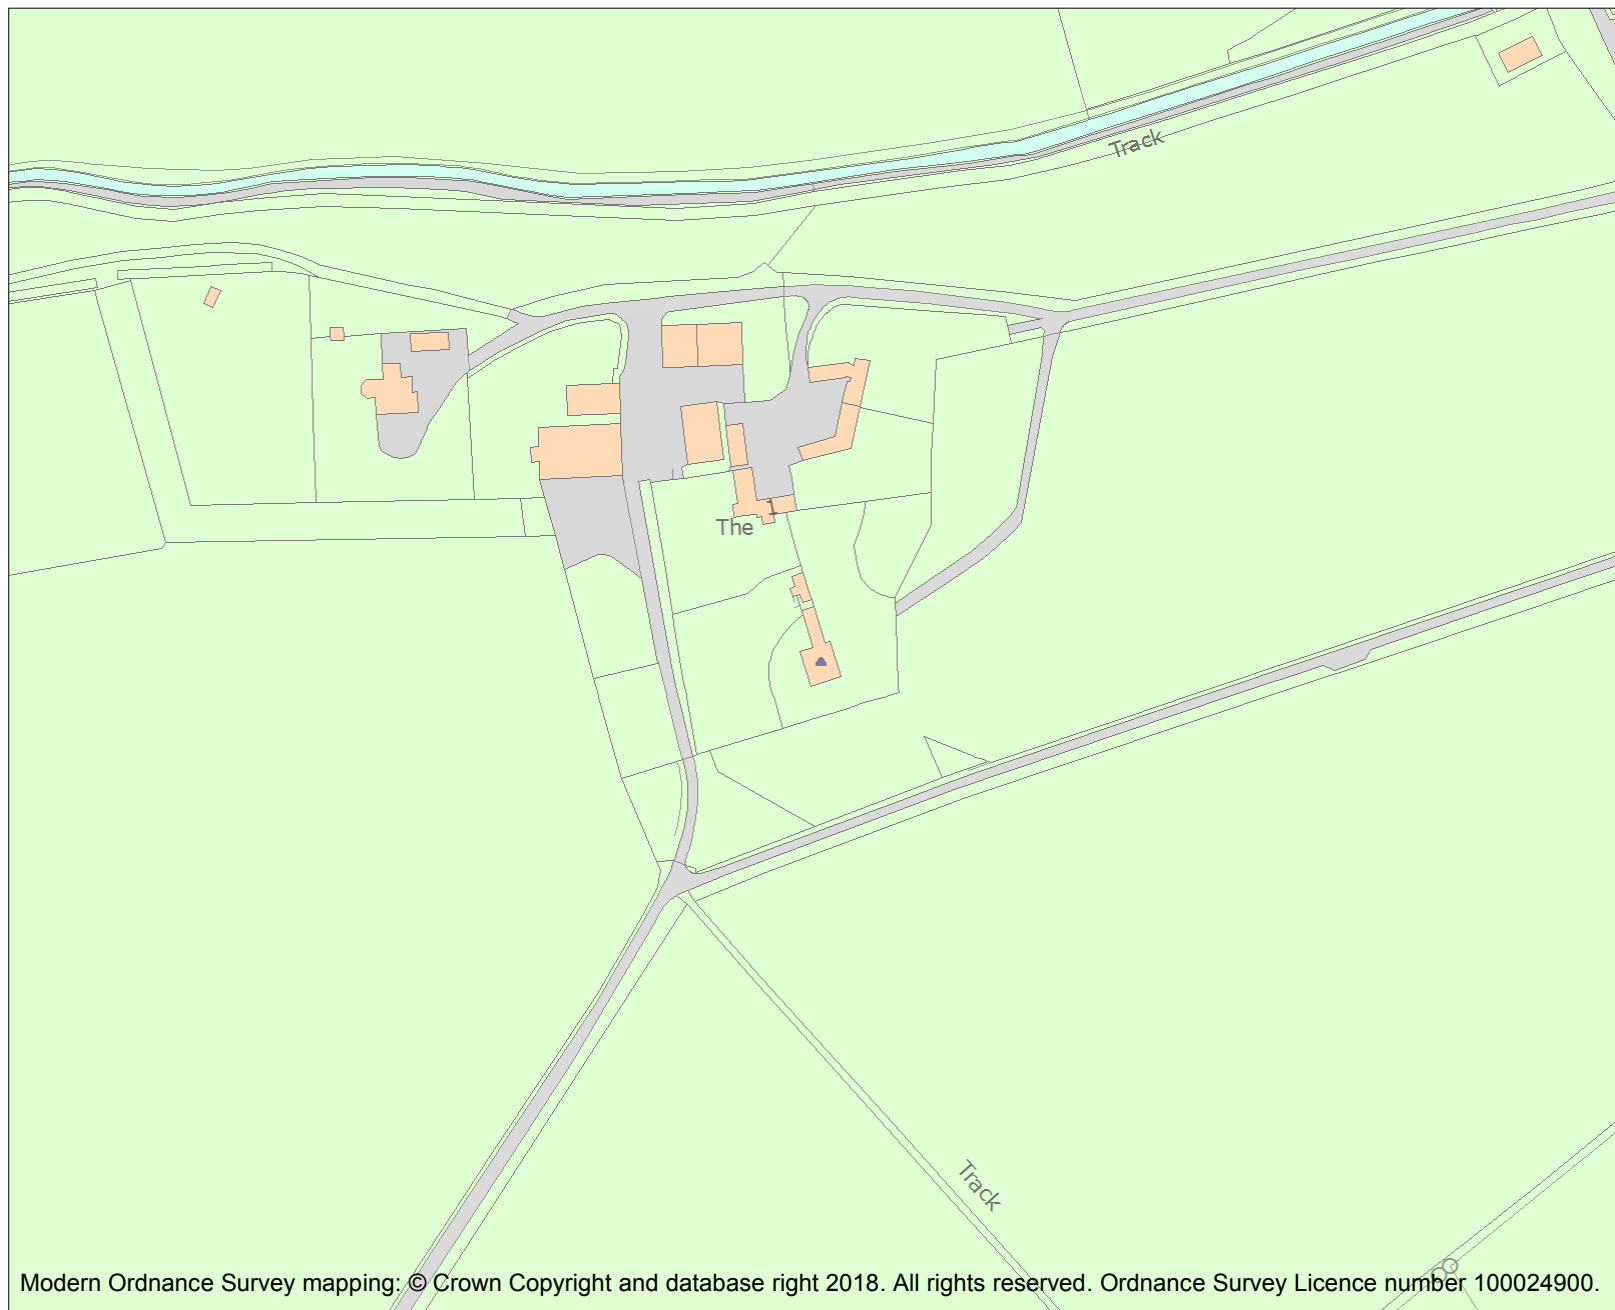 Track
1
The
Track
Modern Ordnance Survey mapping: © Crown Copyright and database right 2018. All rights reserved. Ordnance Survey Licence number 100024900.